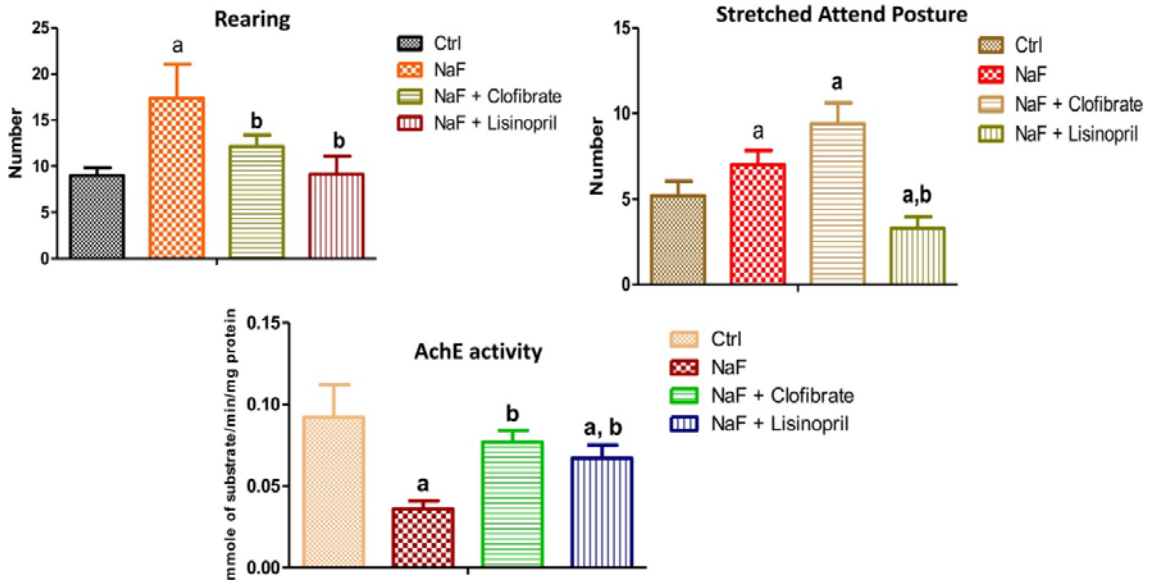 Rearing
25
20
15
10
5
0
Number
a
b
b
Ctrl
NaF
NaF + Clofibrate
NaF + Lisinopril
Stretched Attend Posture
15
10
5
0
Number
a
a
a,b
Ctrl
NaF
NaF + Clofibrate
NaF + Lisinopril
AchE activity
0.15
0.10
0.05
0.00
mmole of substrate/min/mg protein
a
b
a, b
Ctrl
NaF
NaF + Clofibrate
NaF + Lisinopril